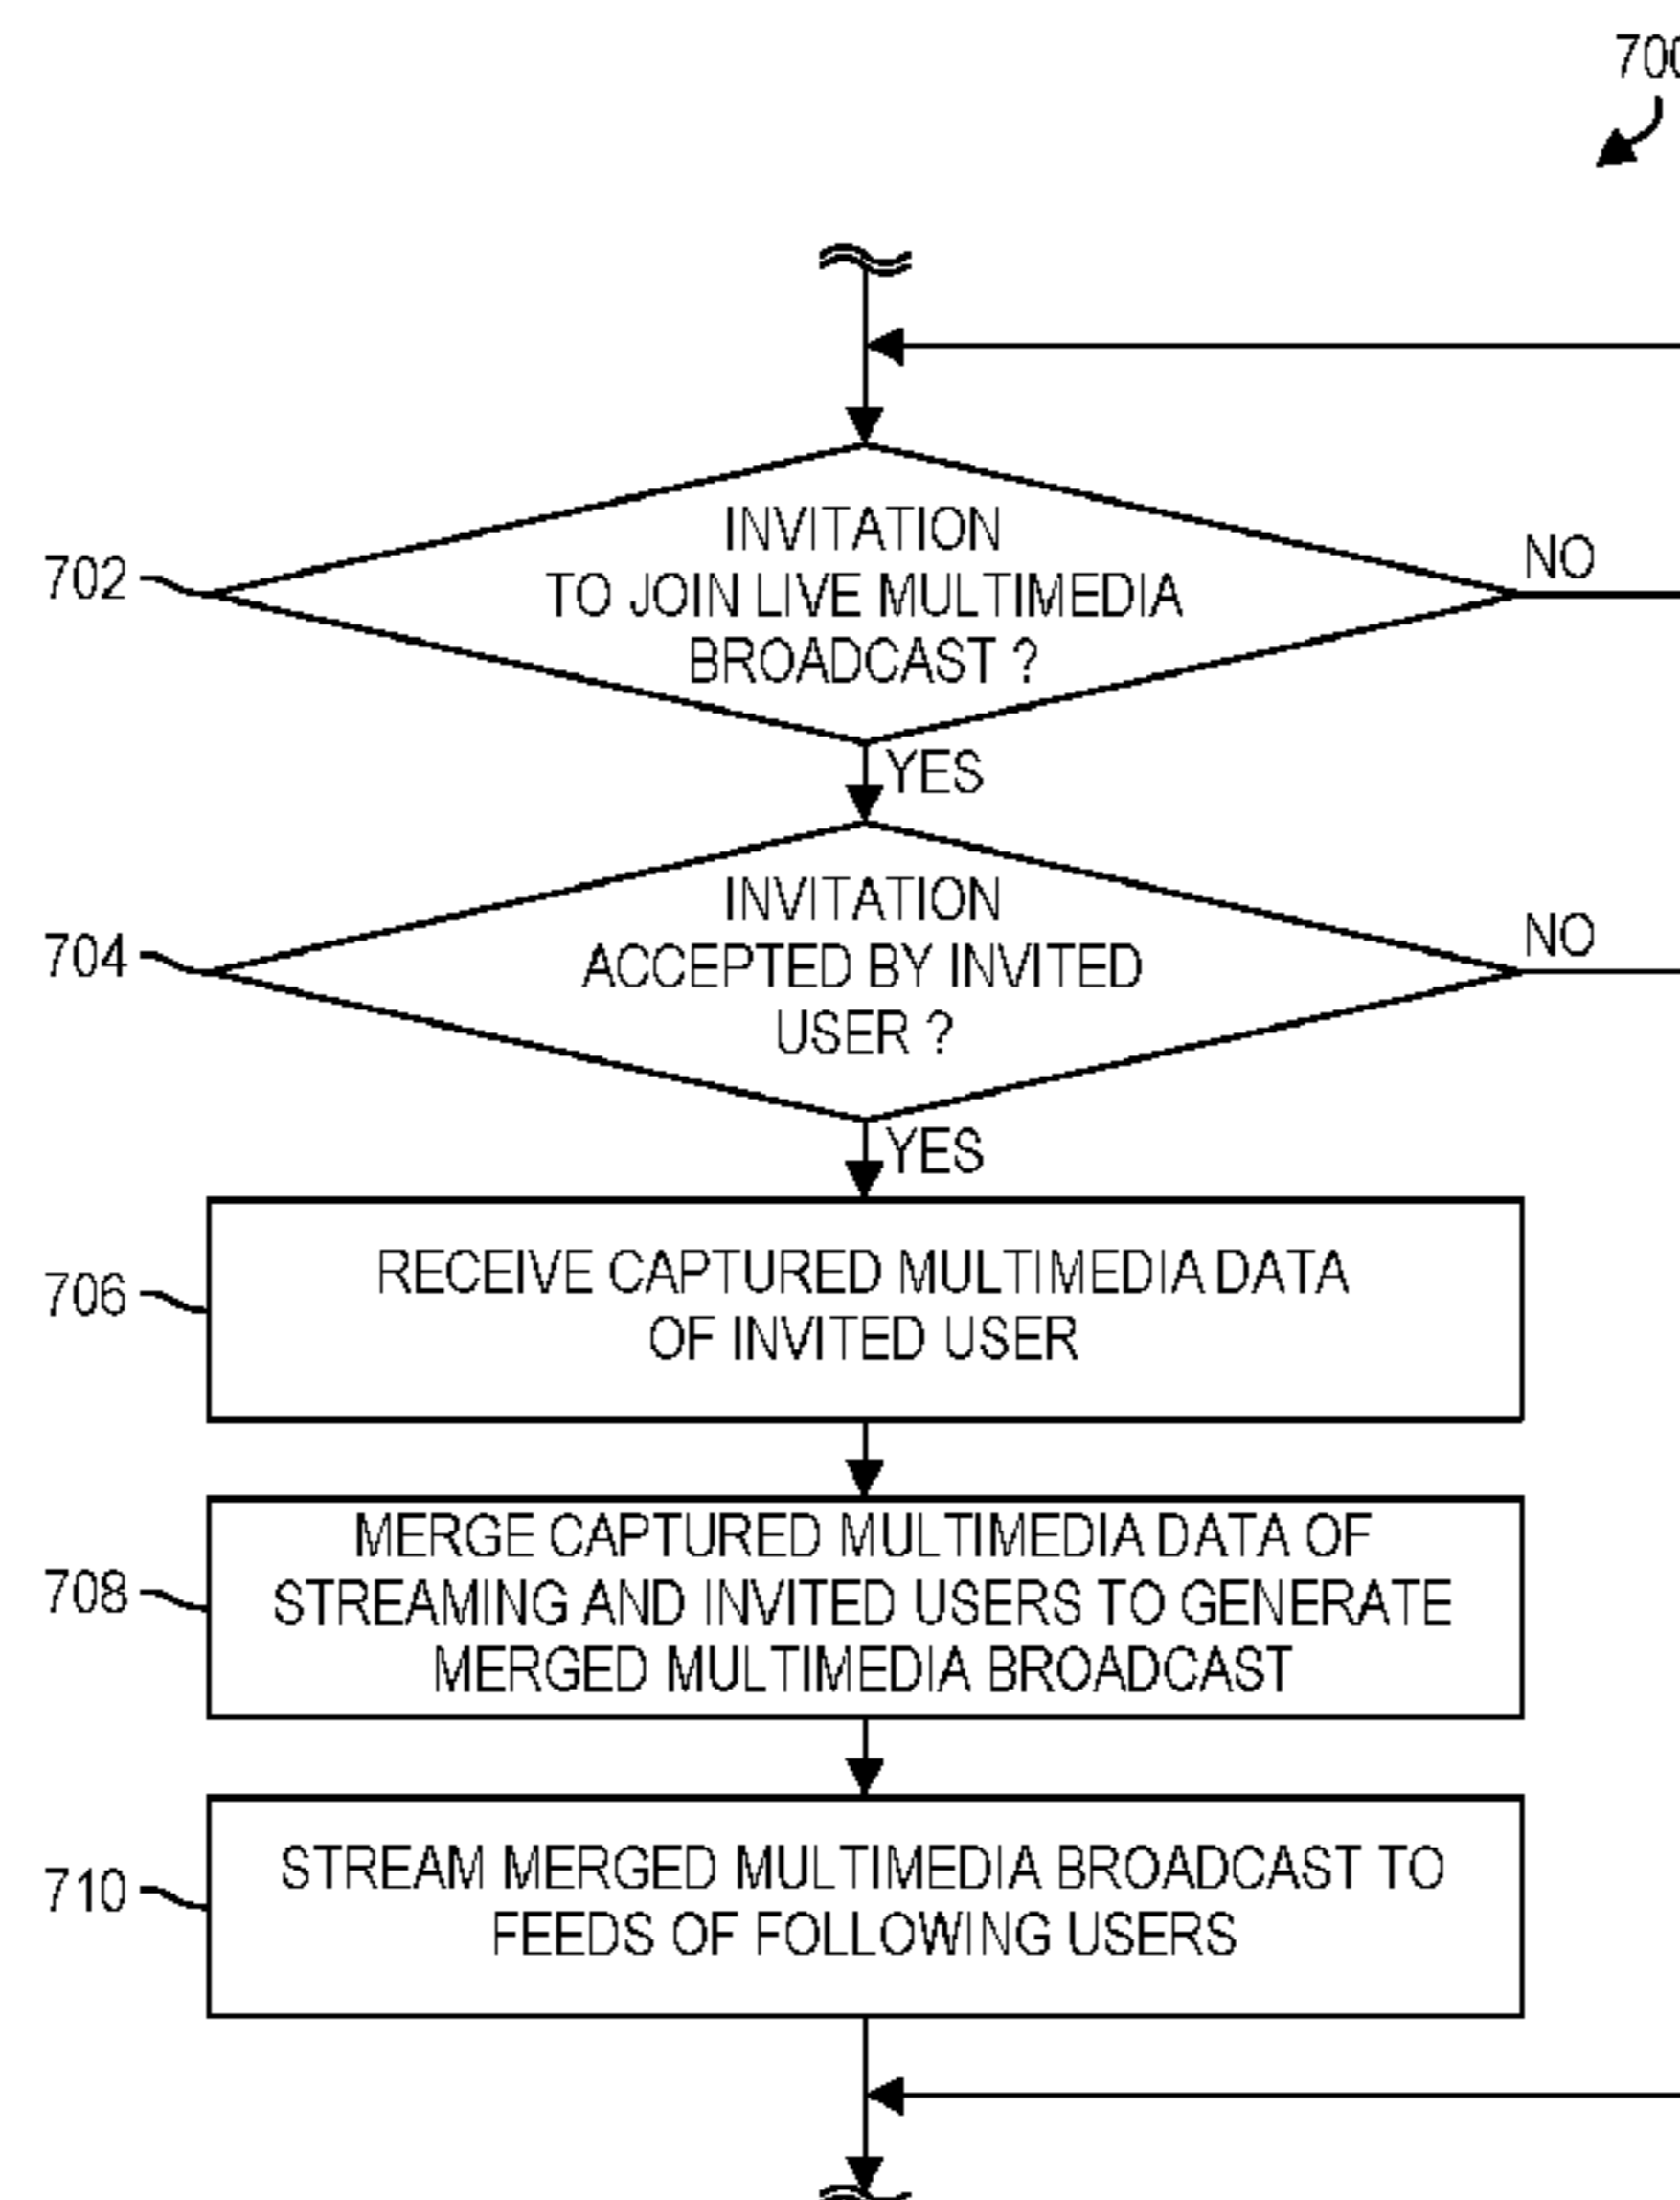 700
INVITATION
TO JOIN LIVE MULTIMEDIA
BROADCAST ?
702
NO
YES
INVITATION
ACCEPTED BY INVITED
USER ?
704
NO
YES
706
RECEIVE CAPTURED MULTIMEDIA DATA
OF INVITED USER
708
MERGE CAPTURED MULTIMEDIA DATA OF
STREAMING AND INVITED USERS TO GENERATE
MERGED MULTIMEDIA BROADCAST
710
STREAM MERGED MULTIMEDIA BROADCAST TO
FEEDS OF FOLLOWING USERS